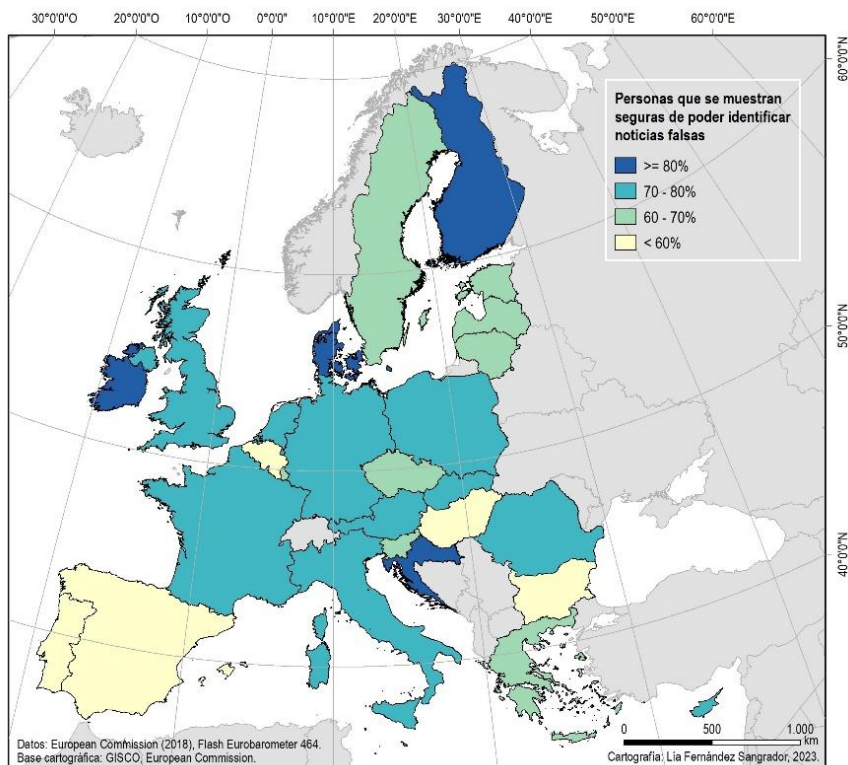 30°0'0"O
20°0'0"O
10°0'0"O
0°0'0"E
10°0'0"E
20°0'0"E
30°0'0"E
40°0'0"E
50°0'0"E
60°0'0"E
60°0'0"N
50°0'0"N
40°0'0"N
Personas que se muestran
seguras de poder identificar
noticias falsas
>= 80%
70 - 80%
60 - 70%
< 60%
0 500 1.000
km
Datos: European Commission (2018), Flash Eurobarometer 464.
Base cartográfica: GISCO, European Commission.
Cartografía: Lía Fernández Sangrador, 2023.